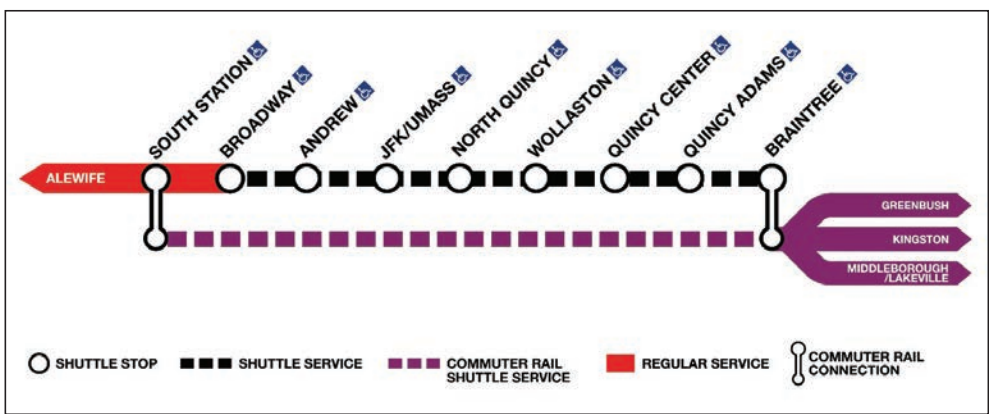 SOUTH STATION
BROADWAY
ANDREW
JFK/UMASS
NORTH QUINCY
WOLLASTON
QUINCY CENTER
QUINCY ADAMS
BRAINTREE
ALEWIFE
GREENBUSH
KINGSTON
MIDDLEBOROUGH
/LAKEVILLE
SHUTTLE STOP
SHUTTLE SERVICE
COMMUTER RAIL
SHUTTLE SERVICE
REGULAR SERVICE
COMMUTER RAIL
CONNECTION